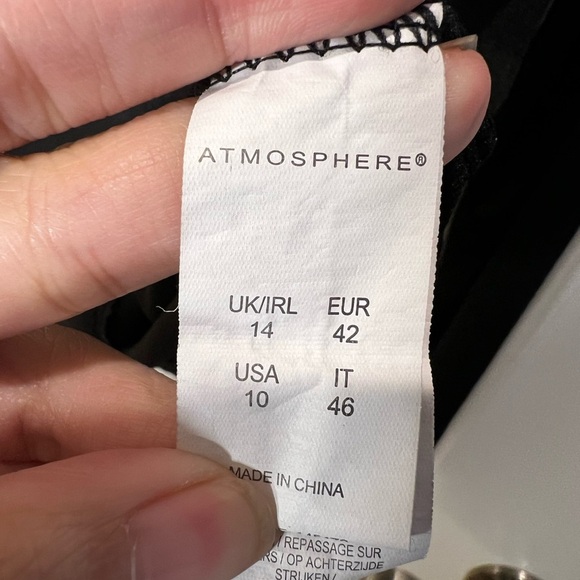 ATMOSPHERE®
UK/IRL EUR
14 42
USA IT
10 46
MADE IN CHINA
/ REPASSAGE SUR
/ OP ACHTERZIJDE
STRIJKEN/